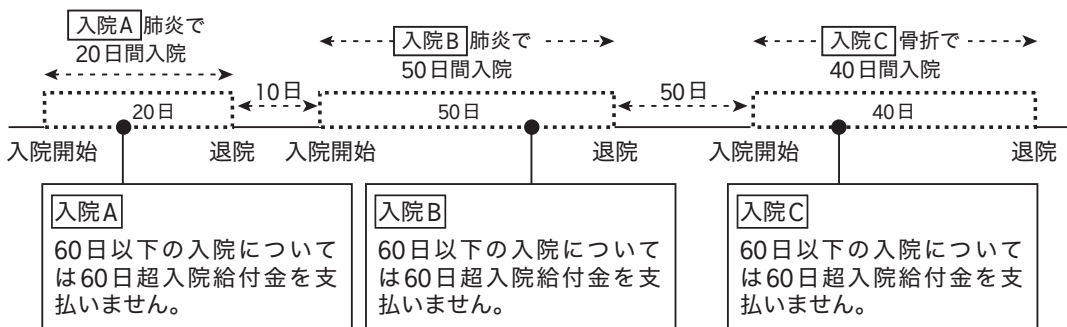 入院A 肺炎で
20日間入院
入院B 肺炎で
50日間入院
入院C 骨折で
40日間入院
20日
10日
50日
50日
40日
入院開始
退院
入院開始
退院
入院開始
退院
入院A
60日以下の入院について
は60日超入院給付金を支
払いません。
入院B
60日以下の入院について
は60日超入院給付金を支
払いません。
入院C
60日以下の入院について
は60日超入院給付金を支
払いません。